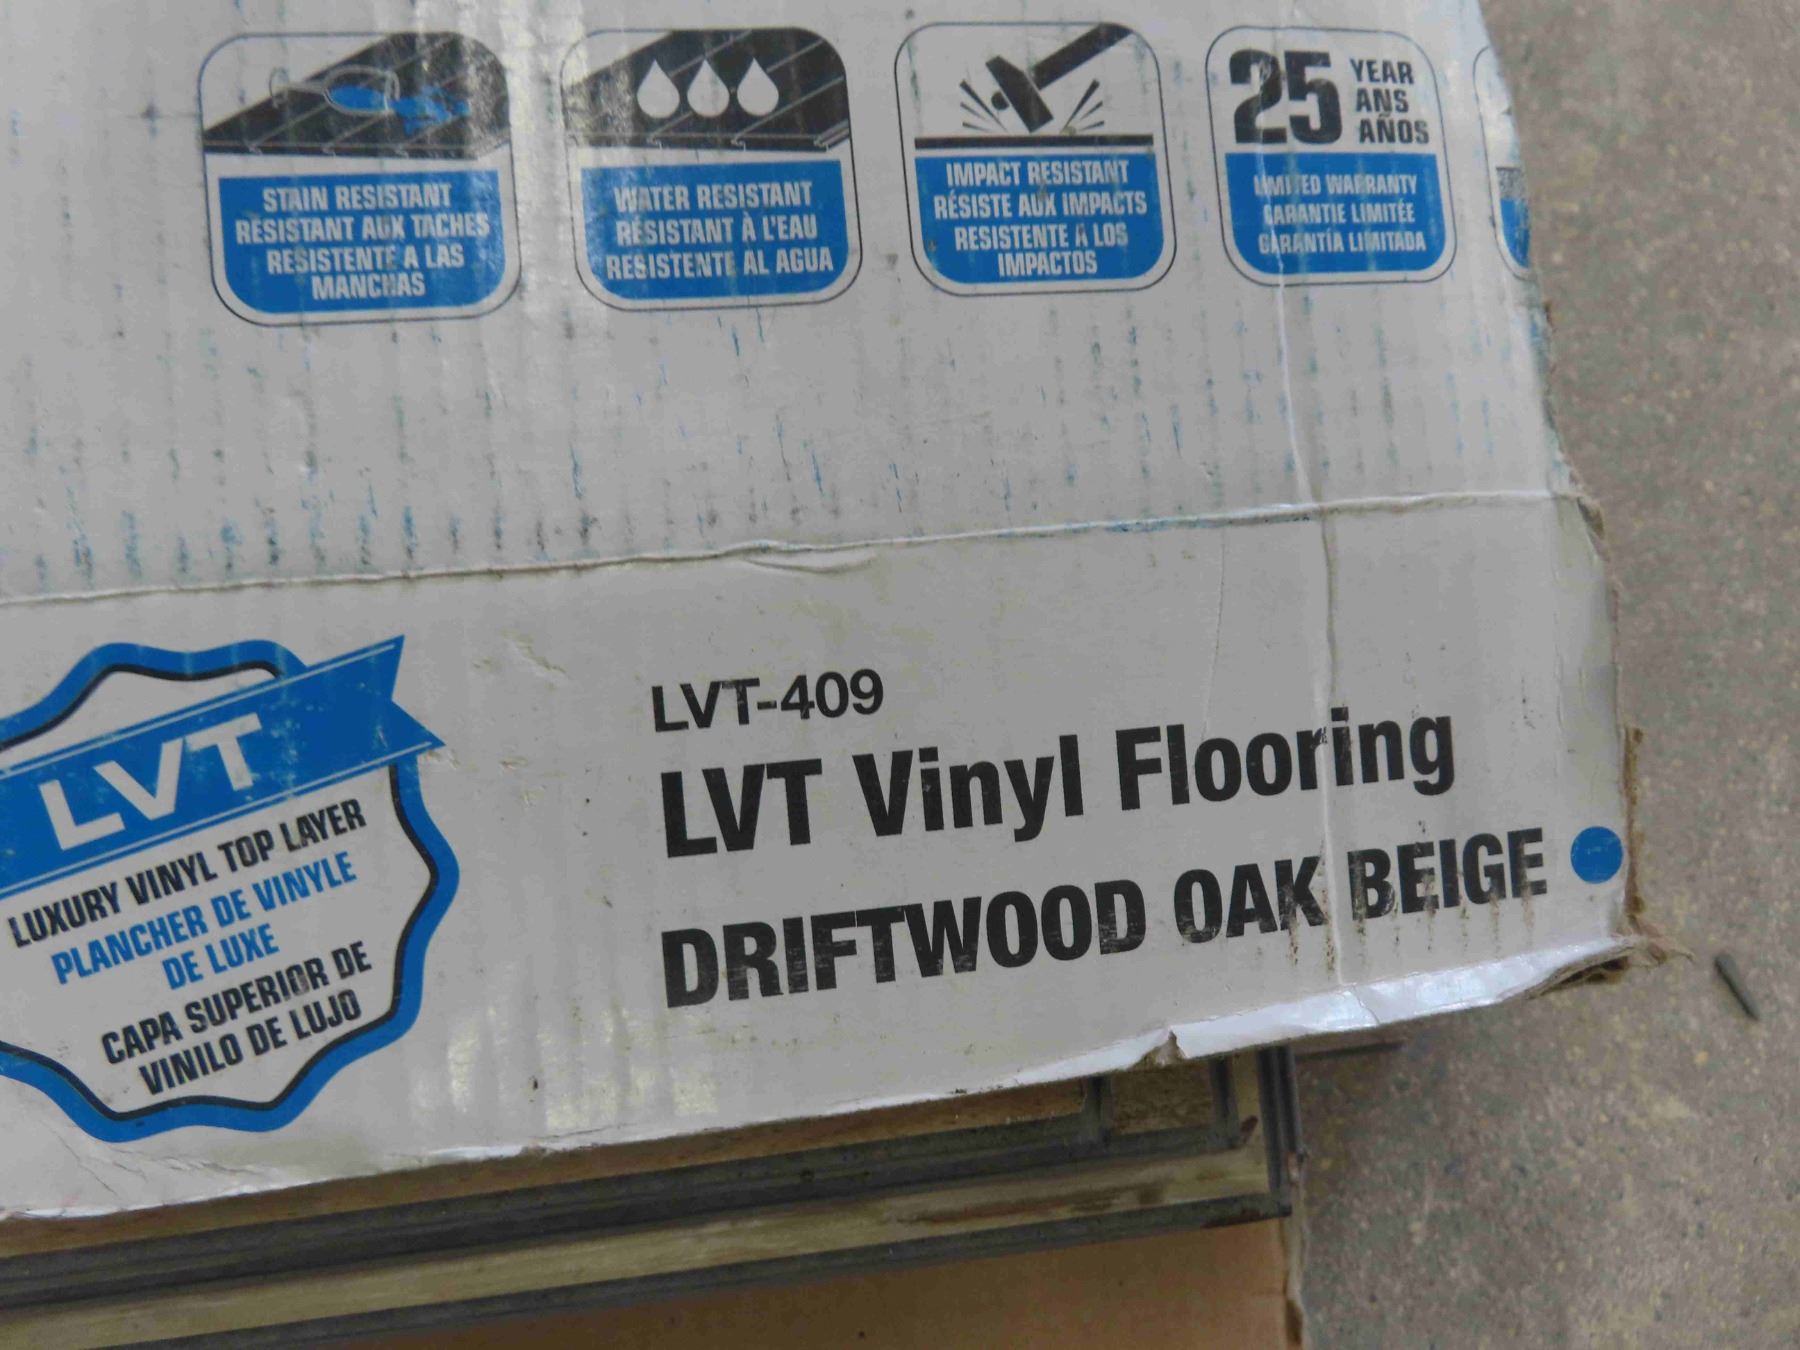 STAIN RESISTANT
RÉSISTANT AUX TACHES
RESISTENTE A LAS
MANCHAS
WATER RESISTANT
RÉSISTANT À L'EAU
RESISTENTE AL AGUA
IMPACT RESISTANT
RÉSISTE AUX IMPACTS
RESISTENTE A LOS
IMPACTOS
25 YEAR
ANS
AÑOS
LIMITED WARRANTY
GARANTIE LIMITÉE
GARANTÍA LIMITADA
LVT
LUXURY VINYL TOP LAYER
PLANCHER DE VINYLE
DE LUXE
CAPA SUPERIOR DE
VINILO DE LUJO
LVT-409
LVT Vinyl Flooring
DRIFTWOOD OAK BEIGE